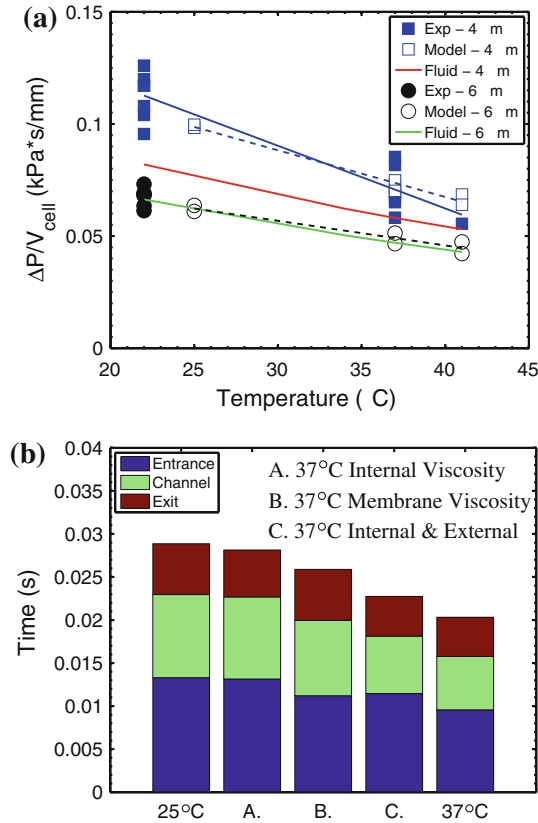 (a)
0.15
0.1
0.05
0
ΔP/V_cell (kPa*s/mm)
Exp – 4 m
Model – 4 m
Fluid – 4 m
Exp – 6 m
Model – 6 m
Fluid – 6 m
20 25 30 35 40 45
Temperature ( C)
(b)
0.04
0.035
0.03
0.025
0.02
0.015
0.01
0.005
0
Time (s)
Entrance
Channel
Exit
A. 37°C Internal Viscosity
B. 37°C Membrane Viscosity
C. 37°C Internal & External
25°C A. B. C. 37°C